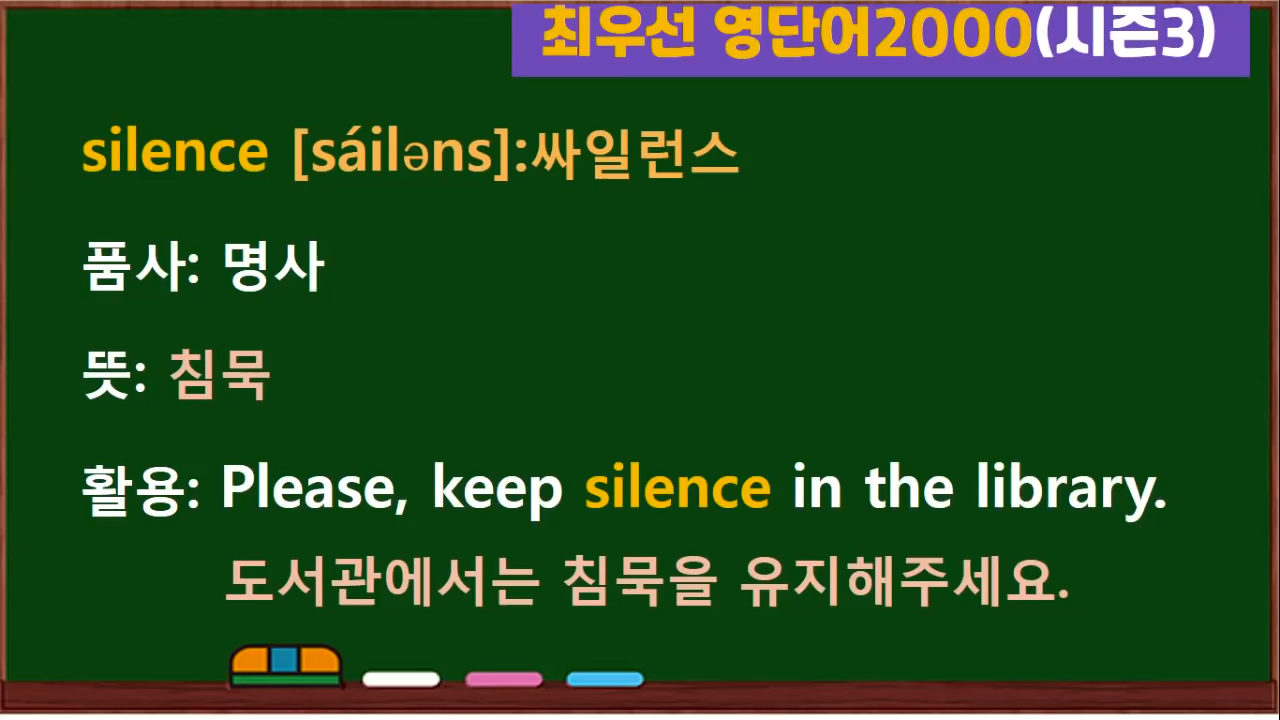 최우선 영단어2000(시즌3)
silence [sáiləns]:싸일런스
품사: 명사
뜻: 침묵
활용: Please, keep silence in the library.
도서관에서는 침묵을 유지해주세요.